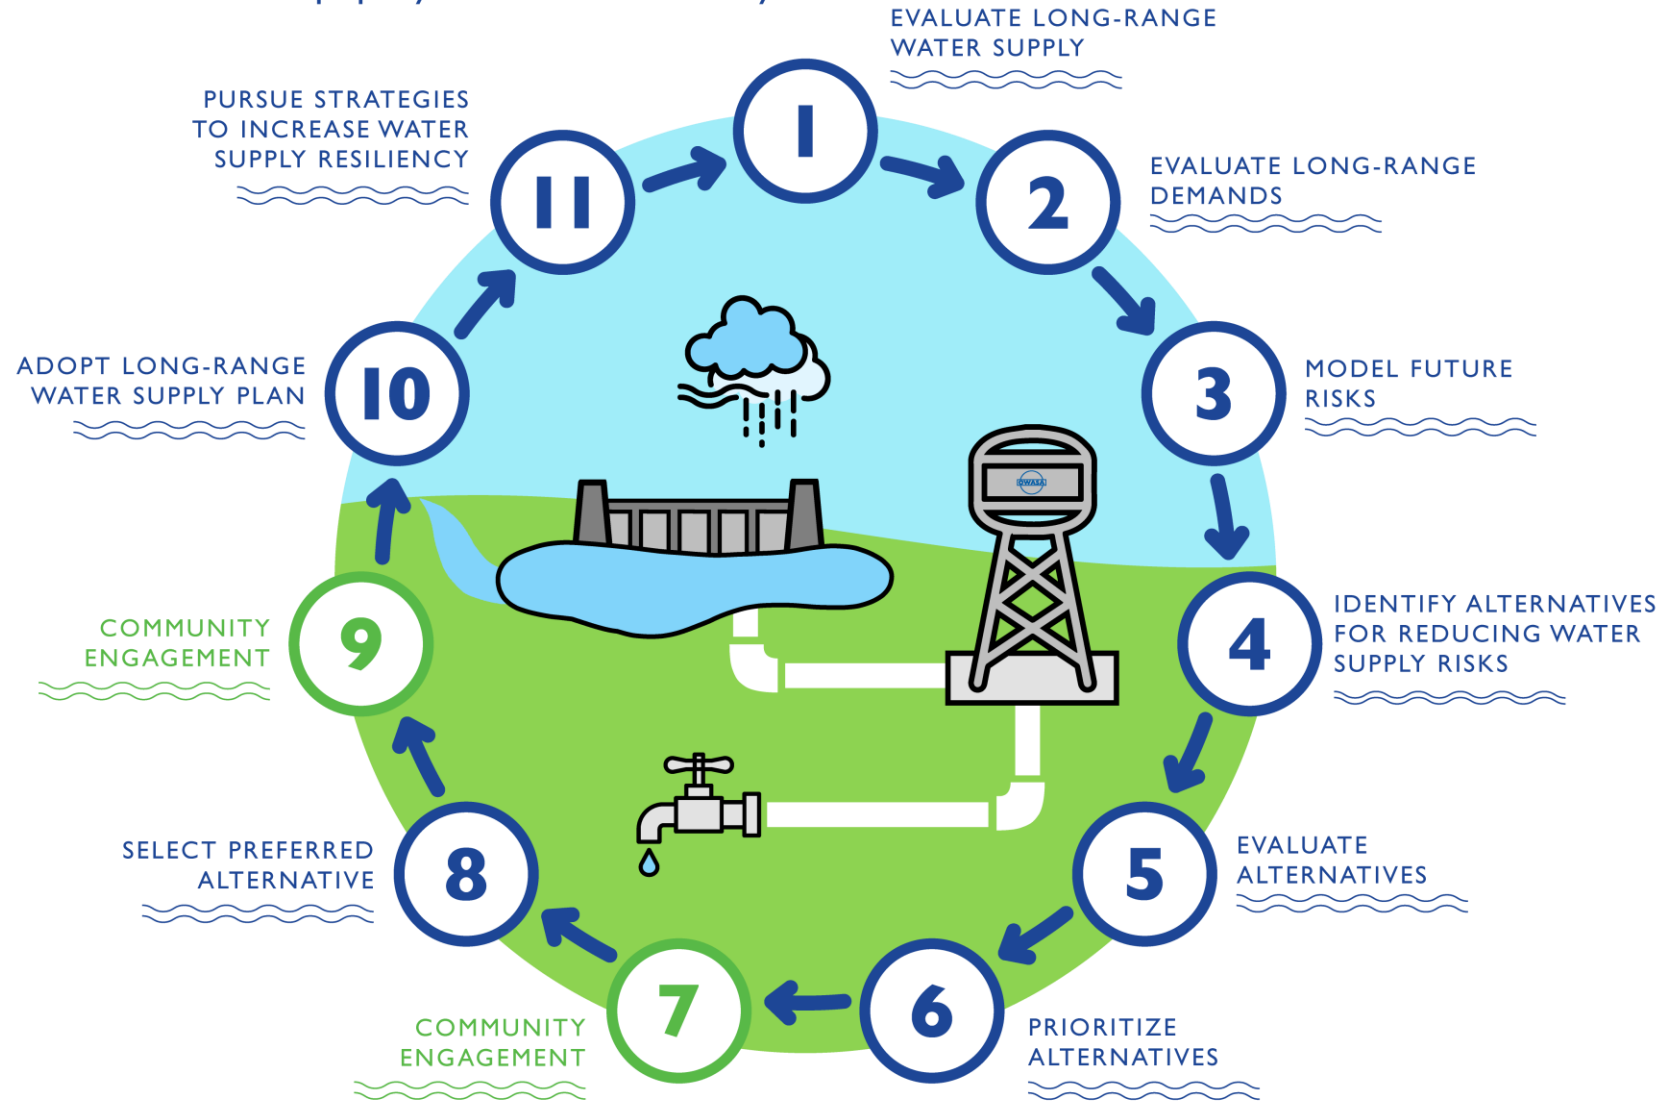 1
EVALUATE LONG-RANGE
WATER SUPPLY
2
EVALUATE LONG-RANGE
DEMANDS
3
MODEL FUTURE
RISKS
4
IDENTIFY ALTERNATIVES
FOR REDUCING WATER
SUPPLY RISKS
5
EVALUATE
ALTERNATIVES
6
PRIORITIZE
ALTERNATIVES
7
COMMUNITY
ENGAGEMENT
8
SELECT PREFERRED
ALTERNATIVE
9
COMMUNITY
ENGAGEMENT
10
ADOPT LONG-RANGE
WATER SUPPLY PLAN
11
PURSUE STRATEGIES
TO INCREASE WATER
SUPPLY RESILIENCY
OWASA